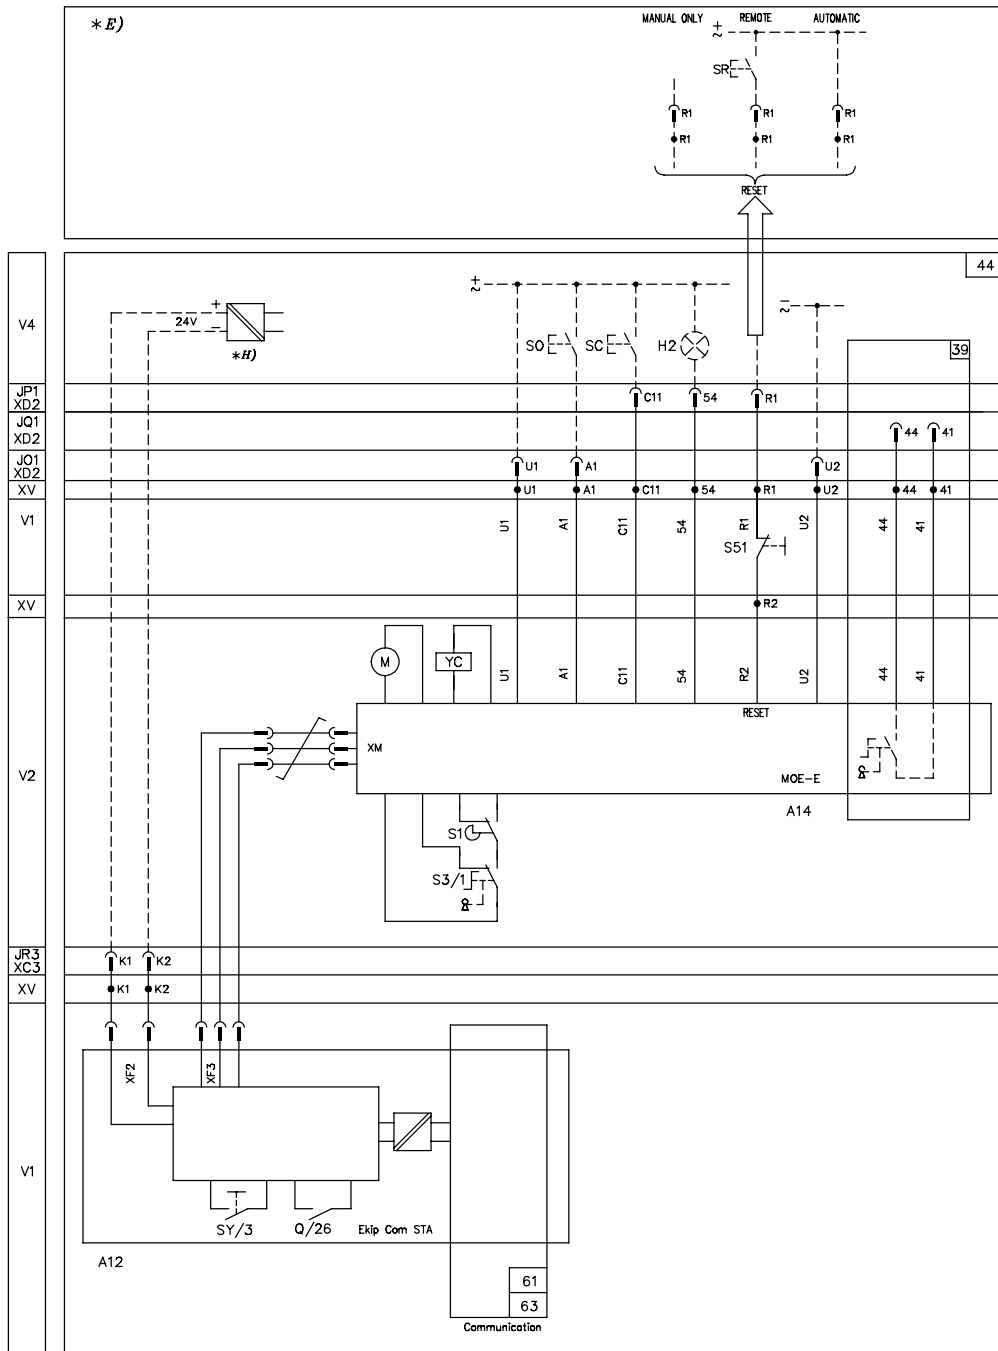 *E)
MANUAL ONLY REMOTE AUTOMATIC
SR
R1 R1 R1
R1 R1 R1
RESET
44
V4
+
24V
−
*H)
SO SC H2
39
JP1
XD2
C11 54 R1
JQ1
XD2
44 41
JO1
XD2
U1 A1 U2
XV
U1 A1 C11 54 R1 U2 44 41
V1
U1 A1 C11 54 R1 U2 44 41
S51
XV
R2
M YC
U1 A1 C11 54 R2 U2 44 41
RESET
XM
V2
MOE-E
A14
S1
S3/1
JR3
XC3
K1 K2
XV
K1 K2
XF2 XF3
V1
SY/3 Q/26 Ekip Com STA
A12
61
63
Communication